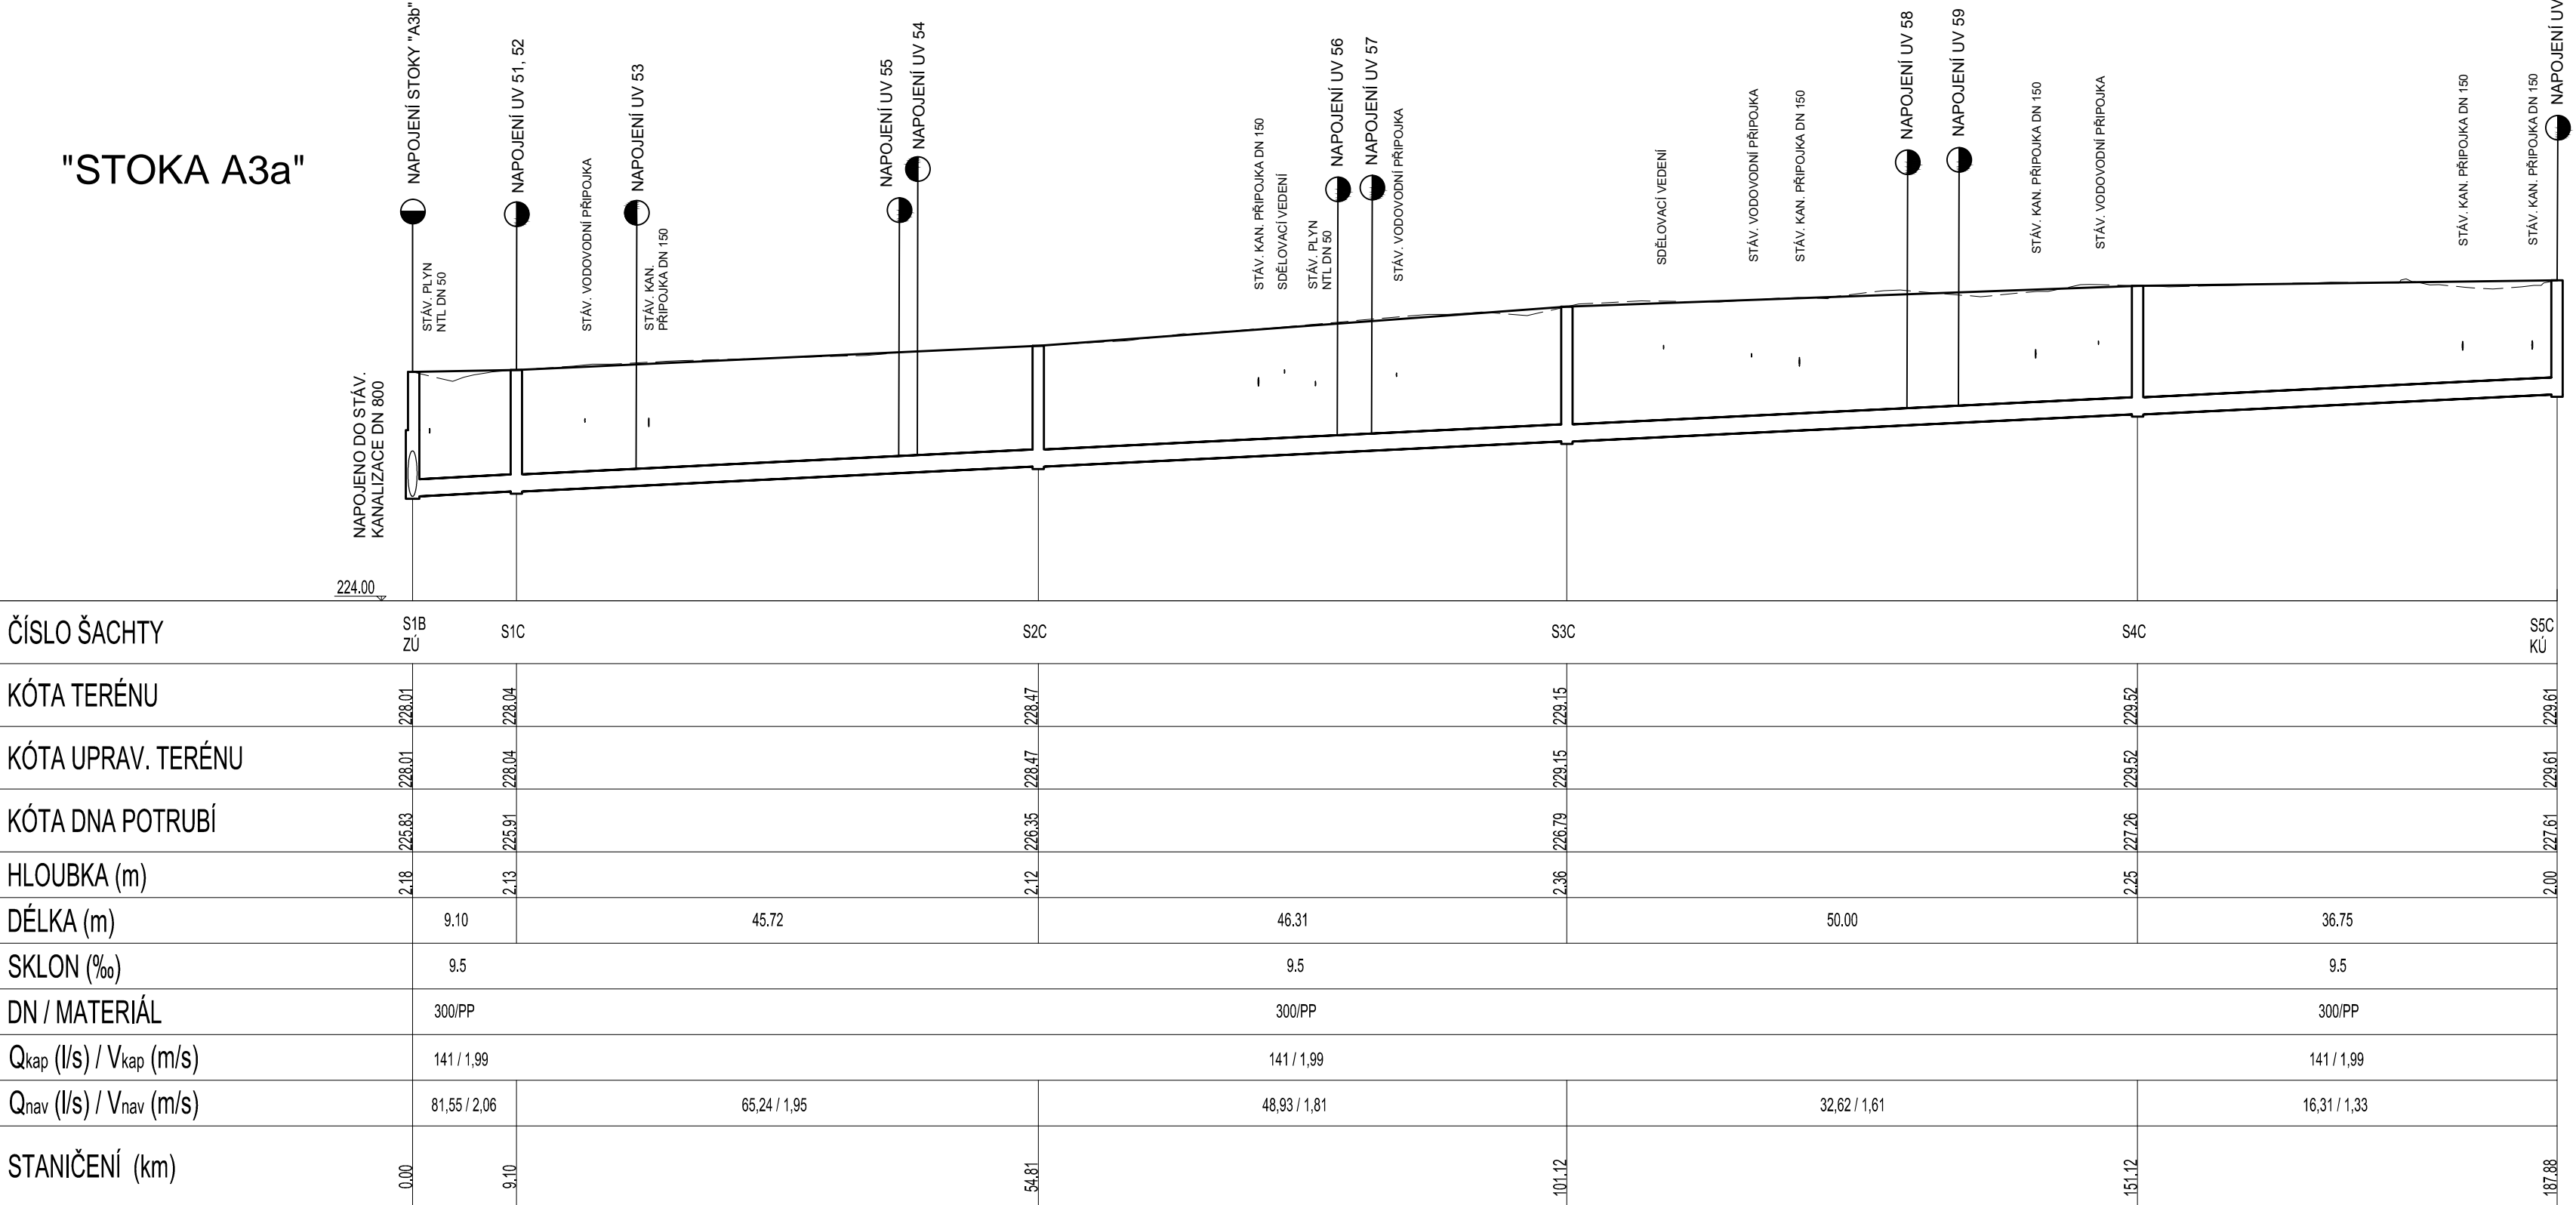 "STOKA A3a"
NAPOJENÍ STOKY "A3b"
STÁV. PLYN
NTL DN 50
NAPOJENÍ UV 51, 52
STÁV. VODOVODNÍ PŘIPOJKA
NAPOJENÍ UV 53
STÁV. KAN.
PŘIPOJKA DN 150
NAPOJENÍ UV 55
NAPOJENÍ UV 54
STÁV. KAN. PŘIPOJKA DN 150
SDĚLOVACÍ VEDENÍ
STÁV. PLYN
NTL DN 50
NAPOJENÍ UV 56
NAPOJENÍ UV 57
STÁV. VODOVODNÍ PŘIPOJKA
SDĚLOVACÍ VEDENÍ
STÁV. VODOVODNÍ PŘIPOJKA
STÁV. KAN. PŘIPOJKA DN 150
NAPOJENÍ UV 58
NAPOJENÍ UV 59
STÁV. KAN. PŘIPOJKA DN 150
STÁV. VODOVODNÍ PŘIPOJKA
STÁV. KAN. PŘIPOJKA DN 150
STÁV. KAN. PŘIPOJKA DN 150
NAPOJENÍ UV
NAPOJENO DO STÁV.
KANALIZACE DN 800
224.00
ČÍSLO ŠACHTY S1B S1C S2C S3C S4C S5C
ZÚ KÚ
KÓTA TERÉNU 228.01 228.04 228.47 229.15 229.52 229.61
KÓTA UPRAV. TERÉNU 228.01 228.04 228.47 229.15 229.52 229.61
KÓTA DNA POTRUBÍ 225.83 225.91 226.35 226.79 227.26 227.61
HLOUBKA (m) 2.18 2.13 2.12 2.36 2.25 2.00
DÉLKA (m) 9.10 45.72 46.31 50.00 36.75
SKLON (‰) 9.5 9.5 9.5
DN / MATERIÁL 300/PP 300/PP 300/PP
Qkap (l/s) / Vkap (m/s) 141 / 1,99 141 / 1,99 141 / 1,99
Qnav (l/s) / Vnav (m/s) 81,55 / 2,06 65,24 / 1,95 48,93 / 1,81 32,62 / 1,61 16,31 / 1,33
STANIČENÍ (km) 0.00 9.10 54.81 101.12 151.12 187.88